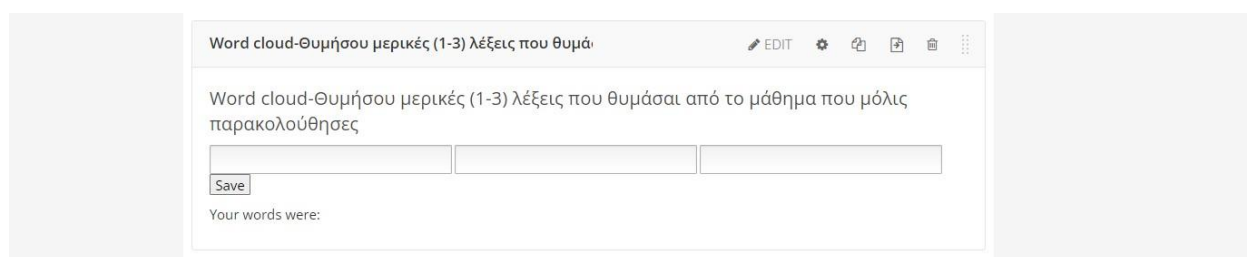 Word cloud-Θυμήσου μερικές (1-3) λέξεις που θυμά
EDIT
Word cloud-Θυμήσου μερικές (1-3) λέξεις που θυμάσαι από το μάθημα που μόλις
παρακολούθησες
Save
Your words were: